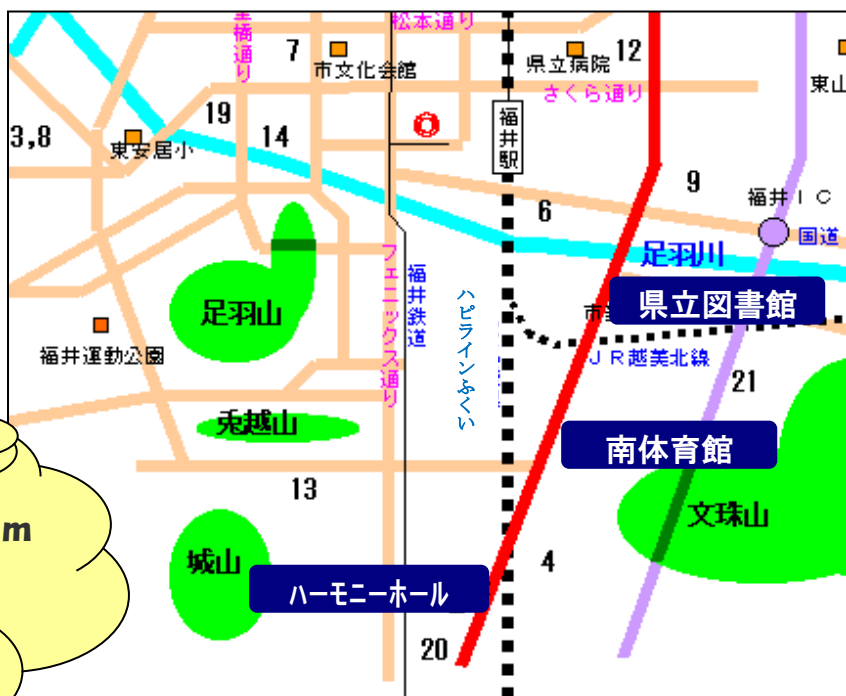 松本通り
橋通り
7
市文化会館
県立病院
12
さくら通り
東山
福井駅
19
14
3,8
東安居小
9
福井ＩＣ
6
国道
足羽川
県立図書館
市
足羽山
フェニックス通り
福井鉄道
ハピラインふくい
福井運動公園
ＪＲ越美北線
21
兎越山
南体育館
13
文珠山
m
城山
4
ハーモニーホール
20